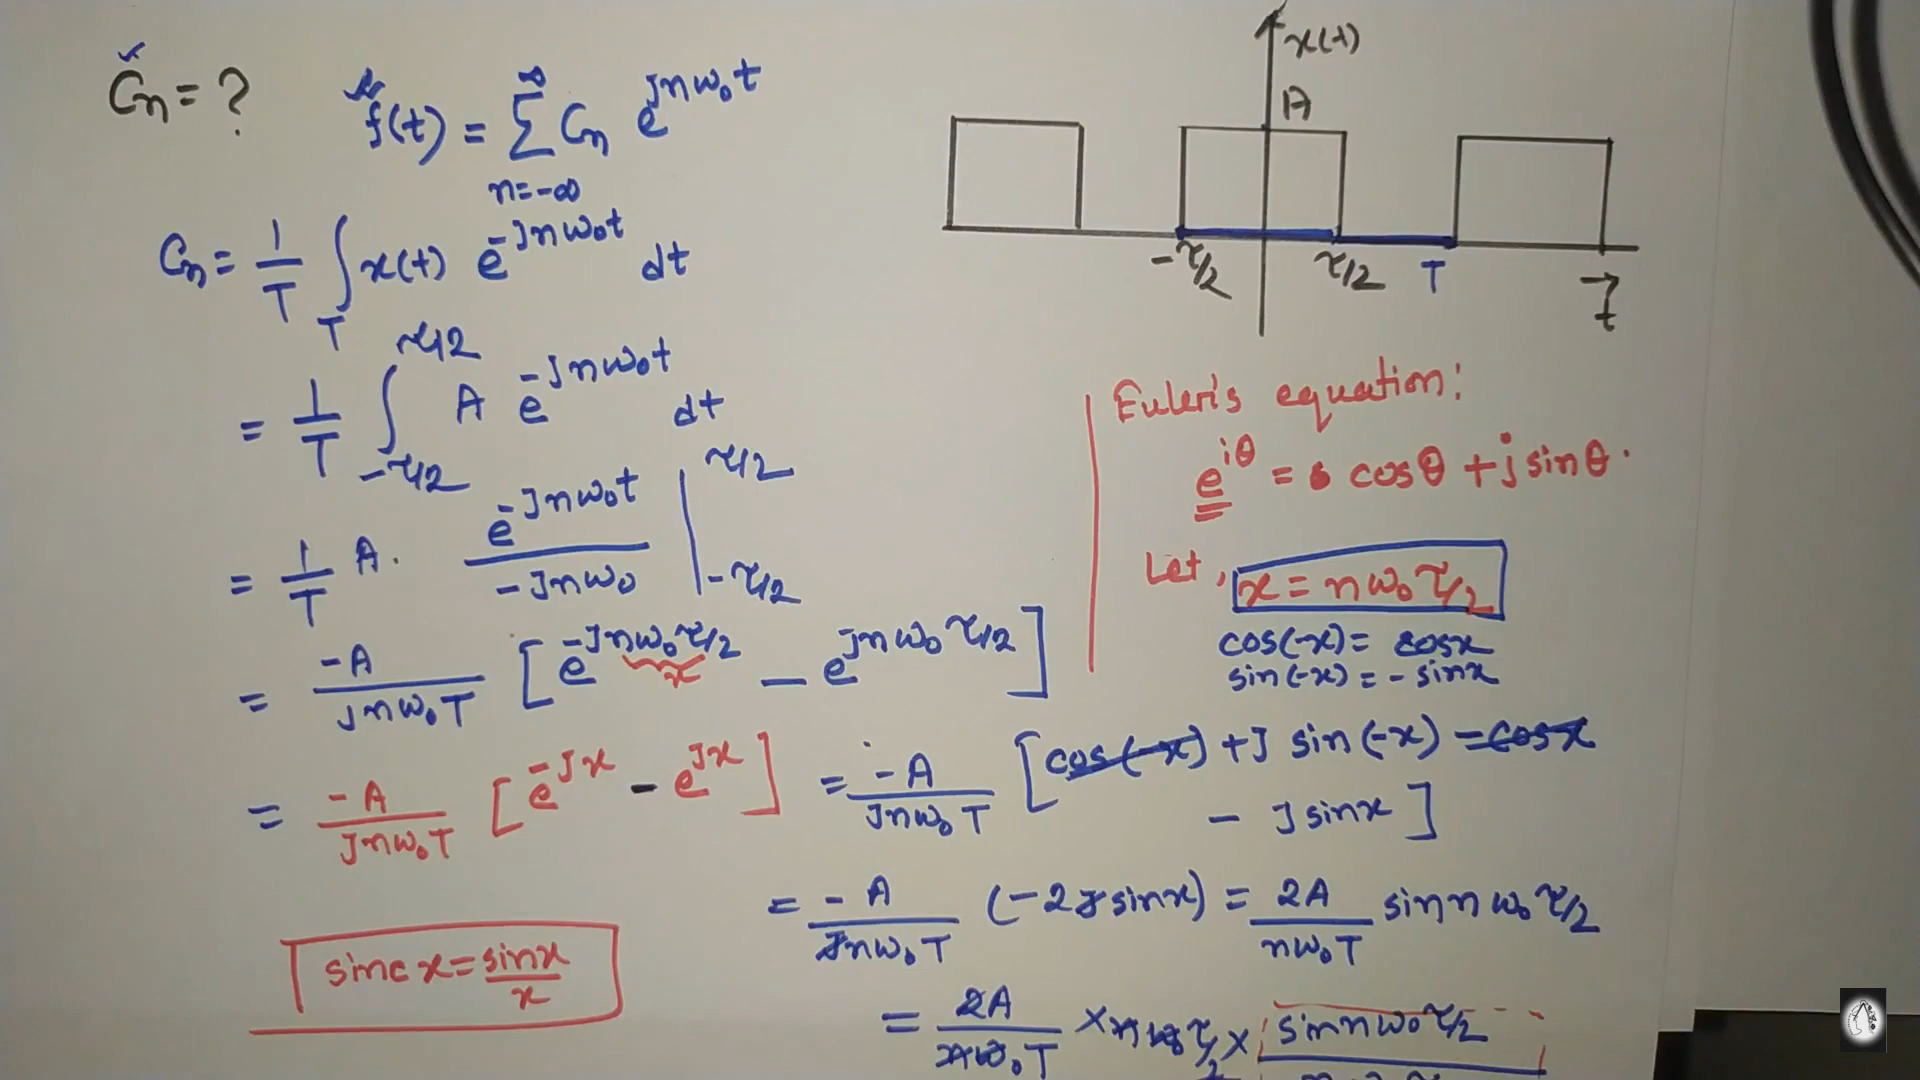 Cn = ?
f(t) = ∑ Cn e^jnω₀t
∞
n=-∞
Cn = 1/T ∫T x(t) e^-jnω₀t dt
= 1/T ∫-τ/2^τ/2 A e^-jnω₀t dt
= 1/T A. e^-jnω₀t / -jnω₀ |-τ/2^τ/2
= -A/jnω₀T [e^-jnω₀τ/2 - e^jnω₀τ/2]
x
= -A/jnω₀T [e^-jx - e^jx] = -A/jnω₀T [cos(-x) + j sin(-x) - cosx
- j sinx]
= -A/jnω₀T (-2j sinx) = 2A/nω₀T sin nω₀τ/2
= 2A/nω₀T × nω₀τ/2 × sin nω₀τ/2
sinc x = sinx/x
x(t)
A
-τ/2 τ/2 T
→
t
Euler's equation:
e^iθ = cosθ + j sinθ.
Let, x = nω₀τ/2
cos(-x) = cosx
sin(-x) = - sinx